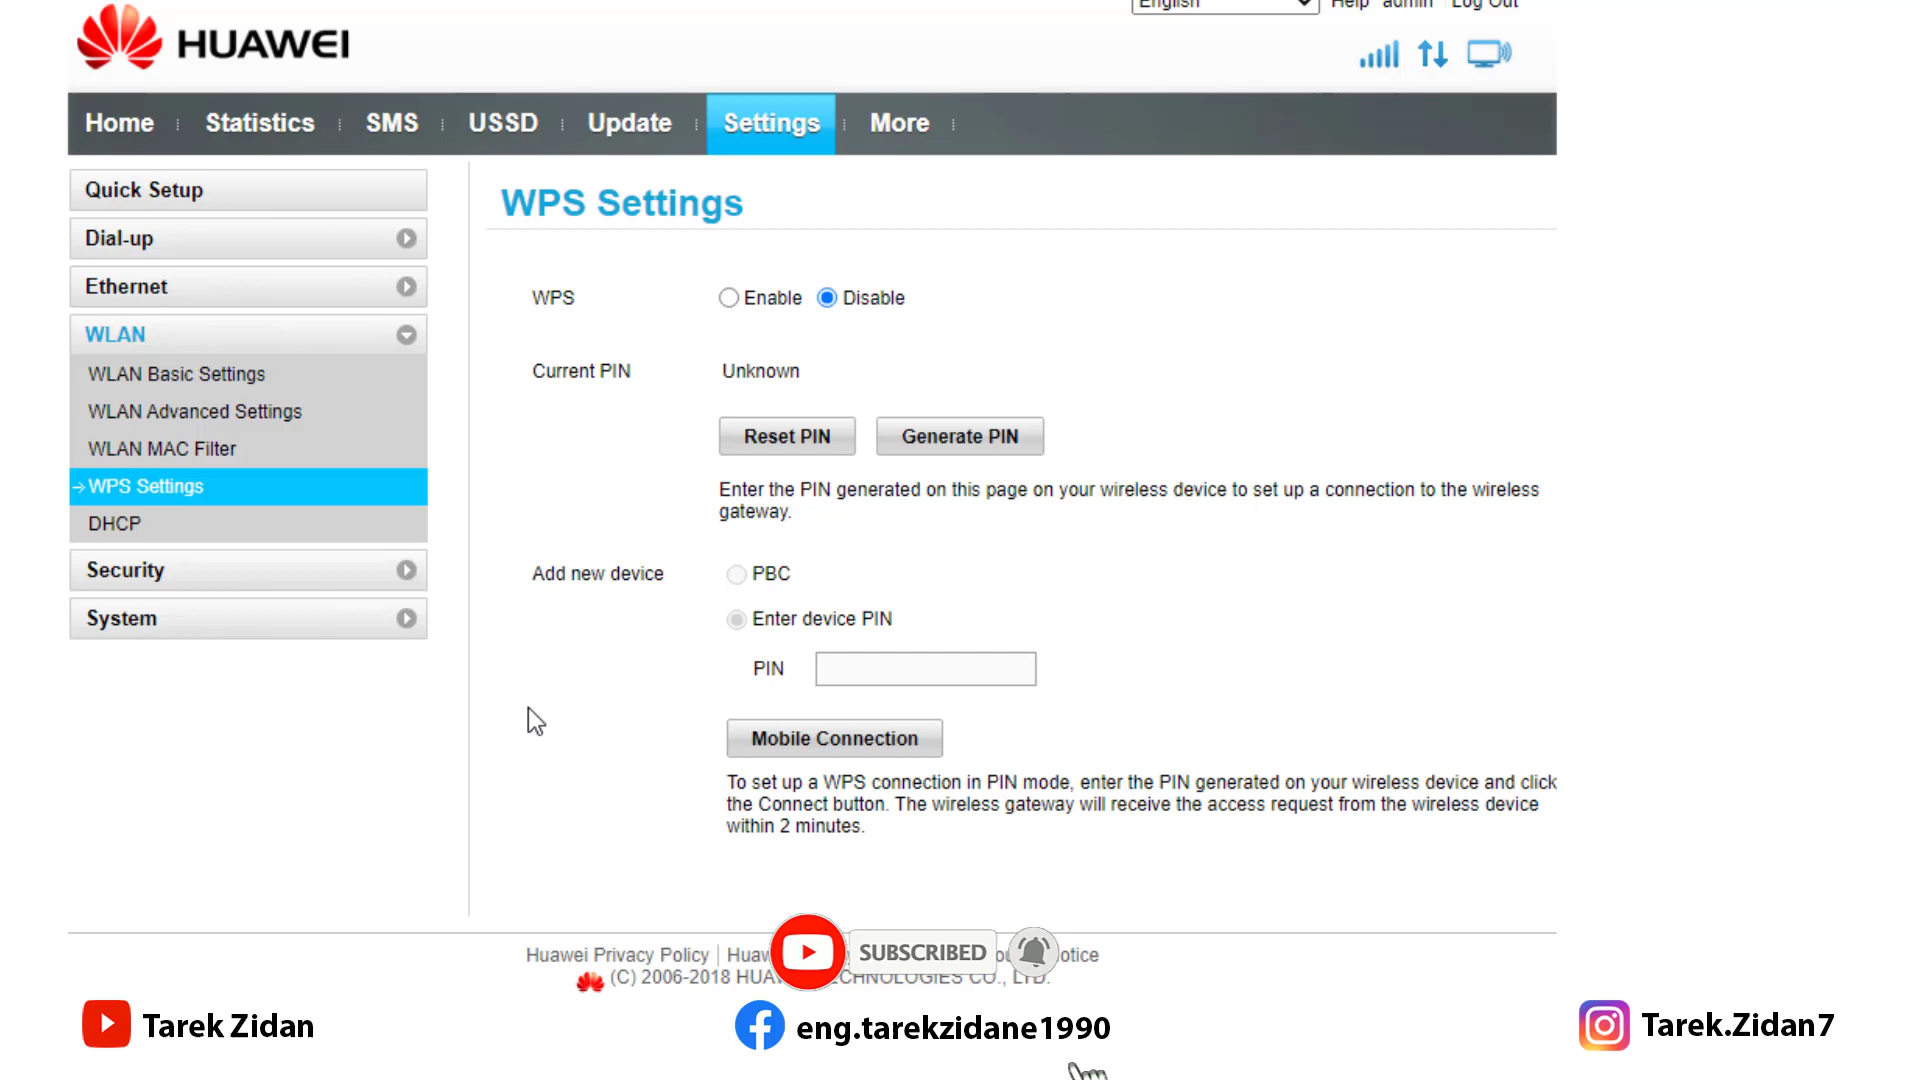 English Help admin Log Out
HUAWEI
Home Statistics SMS USSD Update Settings More
Quick Setup
Dial-up
Ethernet
WLAN
WLAN Basic Settings
WLAN Advanced Settings
WLAN MAC Filter
WPS Settings
DHCP
Security
System
WPS Settings
WPS Enable Disable
Current PIN Unknown
Reset PIN Generate PIN
Enter the PIN generated on this page on your wireless device to set up a connection to the wireless
gateway.
Add new device PBC
Enter device PIN
PIN
Mobile Connection
To set up a WPS connection in PIN mode, enter the PIN generated on your wireless device and click
the Connect button. The wireless gateway will receive the access request from the wireless device
within 2 minutes.
Huawei Privacy Policy
SUBSCRIBED
(C) 2006-2018 CO., LTD.
Tarek Zidan
eng.tarekzidane1990
Tarek.Zidan7